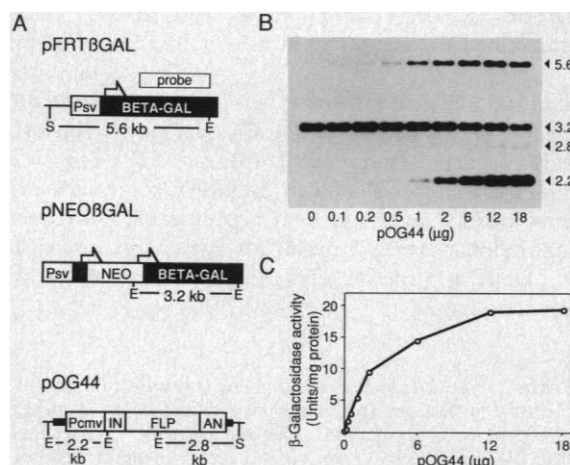 A
pFRTßGAL
probe
Psv BETA-GAL
S 5.6 kb E
pNEOßGAL
Psv NEO BETA-GAL
E 3.2 kb E
pOG44
Pcmv IN FLP AN
E 2.2 E E 2.8 S
kb kb
B
5.6
3.2
2.8
2.2
0 0.1 0.2 0.5 1 2 6 12 18
pOG44 (µg)
C
β-Galactosidase activity
(Units/mg protein)
20
15
10
5
0
0 6 12 18
pOG44 (µg)